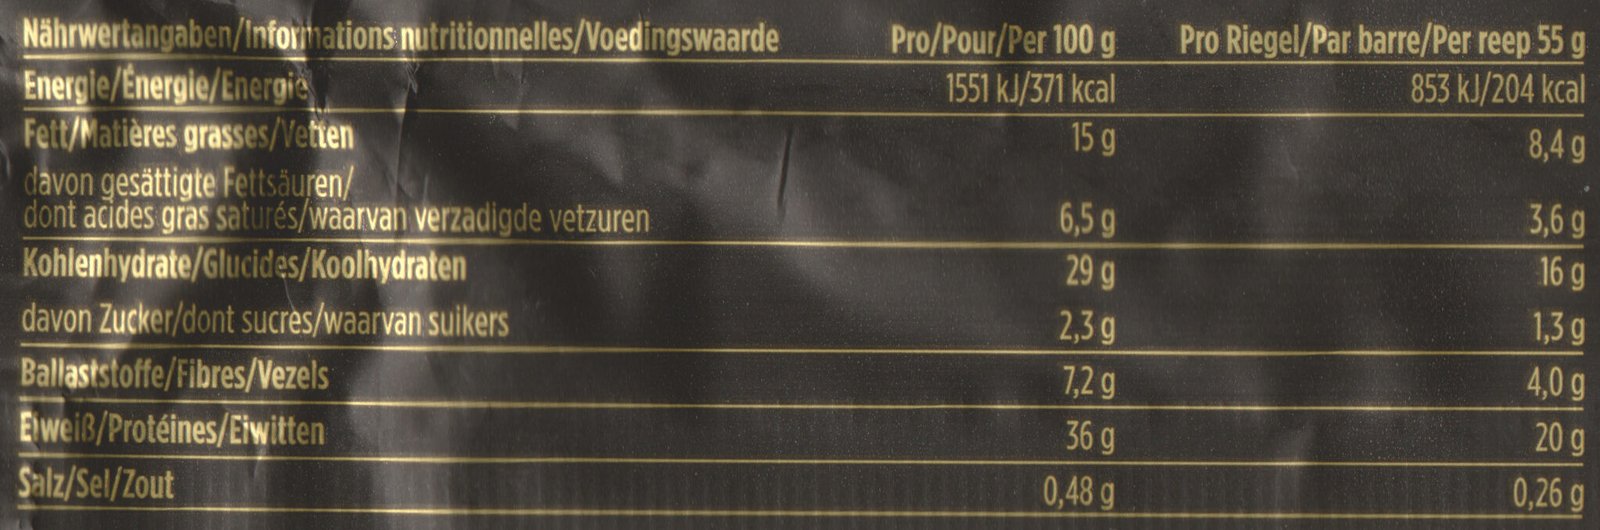 Nährwertangaben/Informations nutritionnelles/Voedingswaarde Pro/Pour/Per 100 g Pro Riegel/Par barre/Per reep 55 g
Energie/Énergie/Energie 1551 kJ/371 kcal 853 kJ/204 kcal
Fett/Matières grasses/Vetten 15 g 8,4 g
davon gesättigte Fettsäuren/
dont acides gras saturés/waarvan verzadigde vetzuren 6,5 g 3,6 g
Kohlenhydrate/Glucides/Koolhydraten 29 g 16 g
davon Zucker/dont sucres/waarvan suikers 2,3 g 1,3 g
Ballaststoffe/Fibres/Vezels 7,2 g 4,0 g
Eiweiß/Protéines/Eiwitten 36 g 20 g
Salz/Sel/Zout 0,48 g 0,26 g